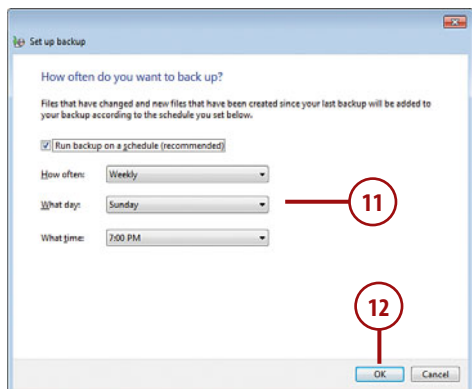 Set up backup
How often do you want to back up?
Files that have changed and new files that have been created since your last backup will be added to
your backup according to the schedule you set below.
Run backup on a schedule (recommended)
How often: Weekly
What day: Sunday
11
What time: 7:00 PM
12
OK Cancel